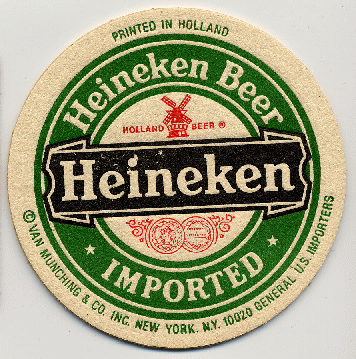 PRINTED IN HOLLAND
Heineken Beer
HOLLAND BEER ®
Heineken
IMPORTED
© VAN MUNCHING & CO. INC. NEW YORK. N.Y. 10020 GENERAL U.S. IMPORTERS